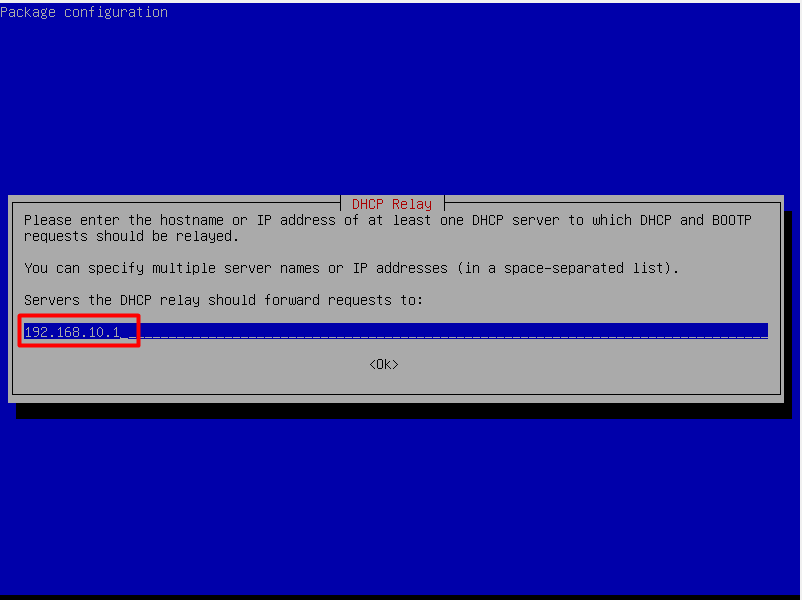 Package configuration
DHCP Relay
Please enter the hostname or IP address of at least one DHCP server to which DHCP and BOOTP
requests should be relayed.
You can specify multiple server names or IP addresses (in a space-separated list).
Servers the DHCP relay should forward requests to:
192.168.10.1
<Ok>